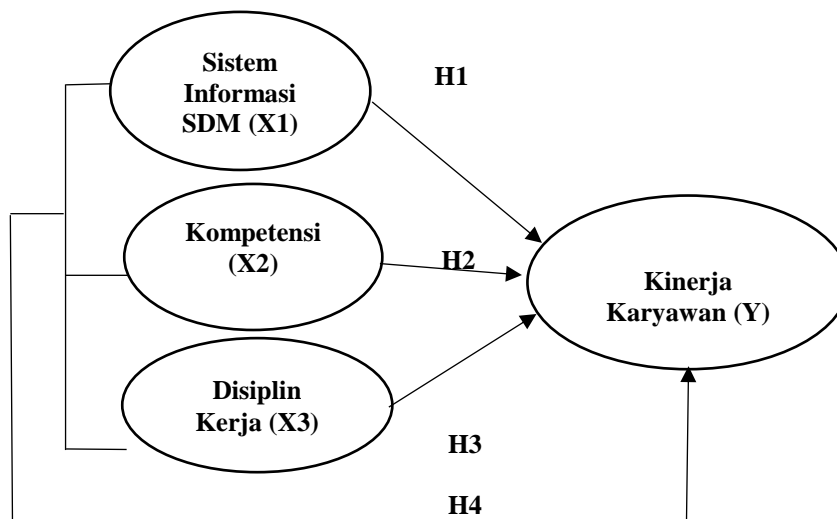 Sistem
Informasi
SDM (X1)
H1
Kompetensi
(X2)
H2
Kinerja
Karyawan (Y)
Disiplin
Kerja (X3)
H3
H4